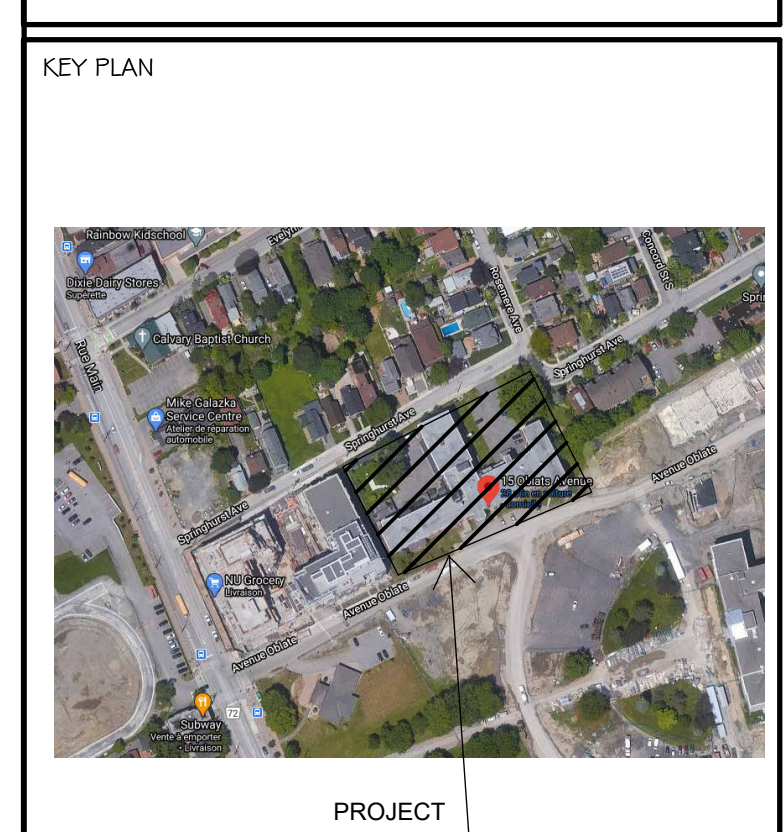 KEY PLAN
Rainbow Kidschool
Evelyn
Dixie Dairy Stores
Supérette
Concord St S
Rosemere Ave
Rue Main
Calvary Baptist Church
Springhurst Ave
Mike Galazka
Service Centre
Atelier de réparation
automobile
Springhurst Ave
Avenue Oblate
15 Oblats Avenue
domicile
Springhurst Ave
NU Grocery
Livraison
Avenue Oblate
Avenue Oblate
72
Subway
Vente à emporter
• Livraison
PROJECT